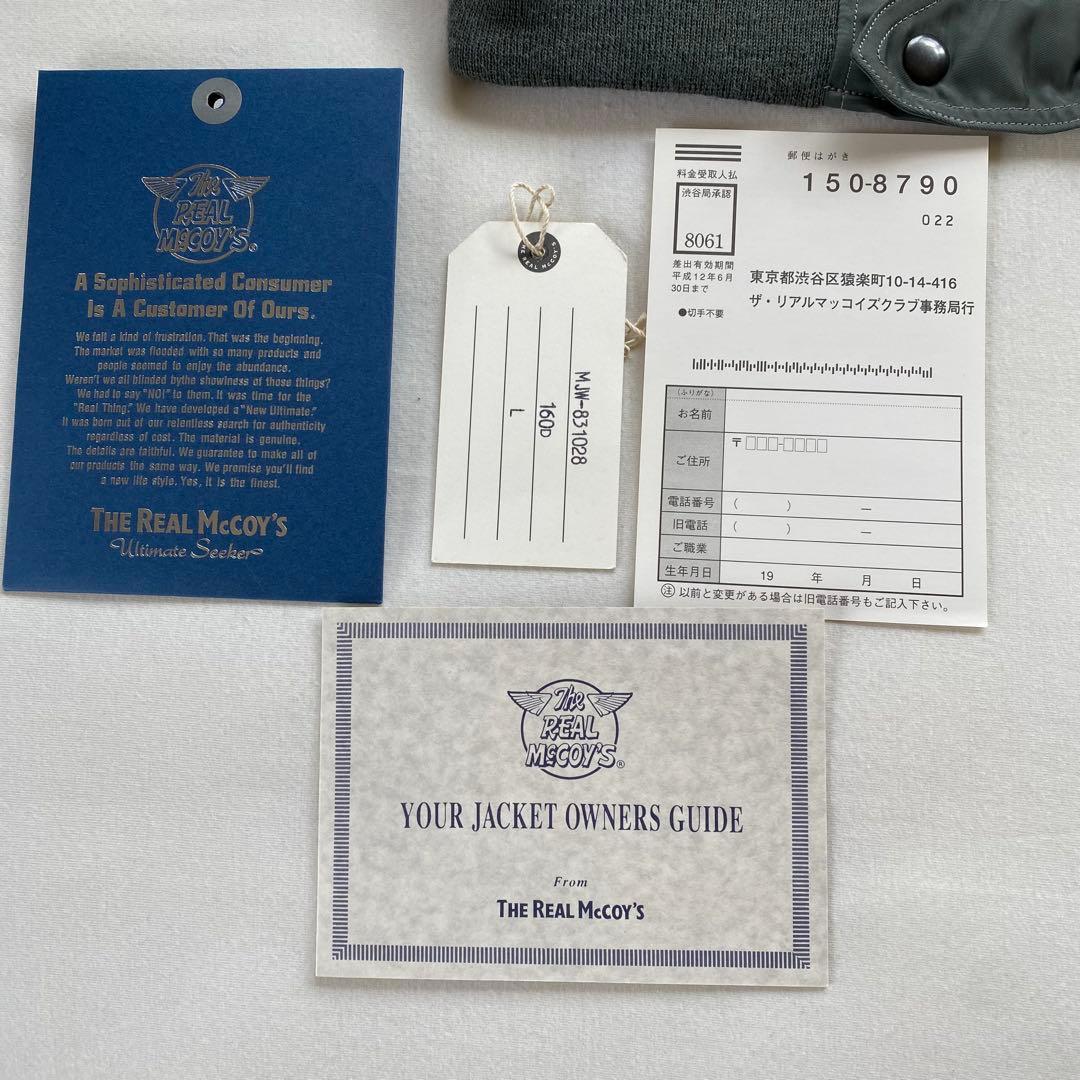 The
REAL
McCOY'S®
A Sophisticated Consumer
Is A Customer Of Ours.
We felt a kind of frustration. That was the beginning.
The market was flooded with so many products and
people seemed to enjoy the abundance.
Weren't we all blinded bythe showiness of those things?
We had to say "NO!" to them. It was time for the
"Real Thing." We have developed a "New Ultimate."
It was born out of our relentless search for authenticity
regardless of cost. The material is genuine.
The details are faithful. We guarantee to make all of
our products the same way. We promise you'll find
a new life style. Yes, it is the finest.
THE REAL McCOY'S
Ultimate Seeker
THE REAL McCOY'S
MJW-831028
160D
L
郵便はがき
料金受取人払
渋谷局承認
8061
差出有効期間
平成12年6月
30日まで
●切手不要
150-8790
022
東京都渋谷区猿楽町10-14-416
ザ・リアルマッコイズクラブ事務局行
(ふりがな)
お名前
ご住所
〒□□□-□□□□
電話番号 ( ) ー
旧電話 ( ) ー
ご職業
生年月日 19 年 月 日
注 以前と変更がある場合は旧電話番号もご記入下さい。
The
REAL
McCOY'S®
YOUR JACKET OWNERS GUIDE
From
THE REAL McCOY'S